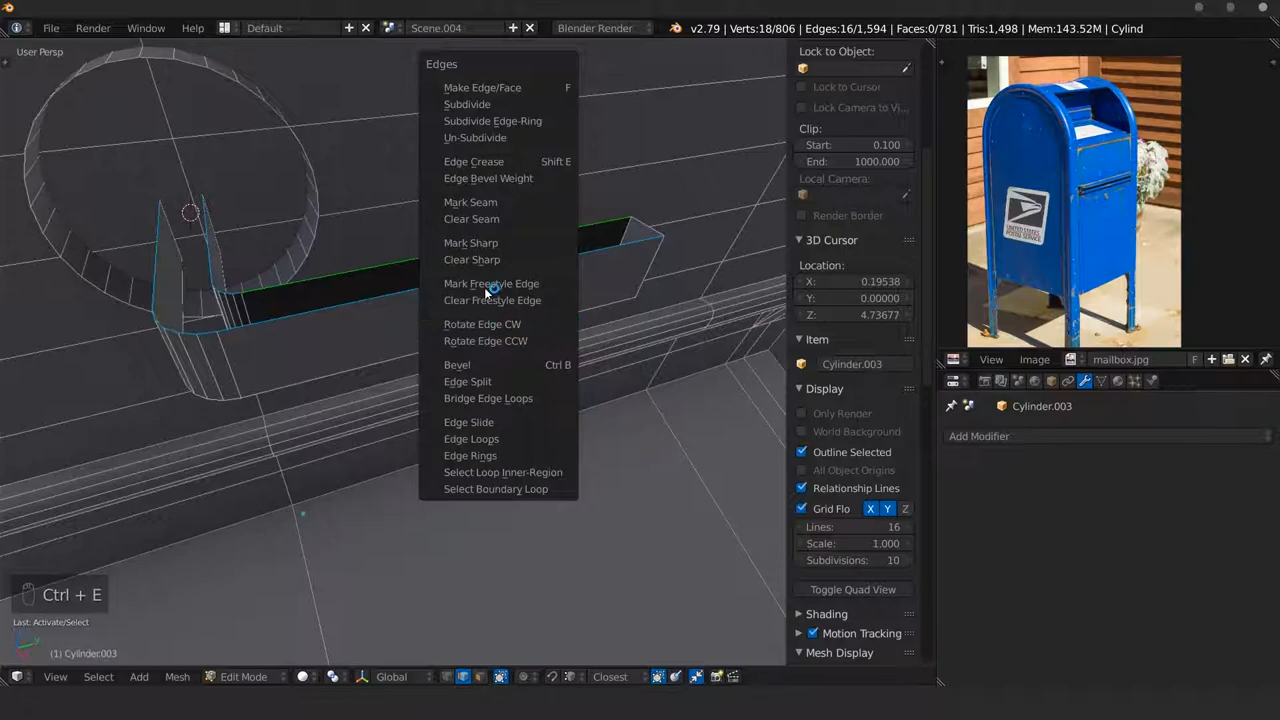 File Render Window Help Default Scene.004 Blender Render v2.79 | Verts:18/806 | Edges:16/1,594 | Faces:0/781 | Tris:1,498 | Mem:143.52M | Cylind
User Persp
Edges
Make Edge/Face F
Subdivide
Subdivide Edge-Ring
Un-Subdivide
Edge Crease Shift E
Edge Bevel Weight
Mark Seam
Clear Seam
Mark Sharp
Clear Sharp
Mark Freestyle Edge
Clear Freestyle Edge
Rotate Edge CW
Rotate Edge CCW
Bevel Ctrl B
Edge Split
Bridge Edge Loops
Edge Slide
Edge Loops
Edge Rings
Select Loop Inner-Region
Select Boundary Loop
Lock to Object:
Lock to Cursor
Lock Camera to Vi...
Clip:
Start: 0.100
End: 1000.000
Local Camera:
Render Border
3D Cursor
Location:
X: 0.19538
Y: 0.00000
Z: 4.73677
Item
Cylinder.003
Display
Only Render
World Background
Outline Selected
All Object Origins
Relationship Lines
Grid Flo X Y Z
Lines: 16
Scale: 1.000
Subdivisions: 10
Toggle Quad View
Shading
Motion Tracking
Mesh Display
UNITED STATES
POSTAL SERVICE
View Image mailbox.jpg F
Cylinder.003
Add Modifier
Ctrl + E
Last: Activate/Select
(1) Cylinder.003
View Select Add Mesh Edit Mode Global Closest